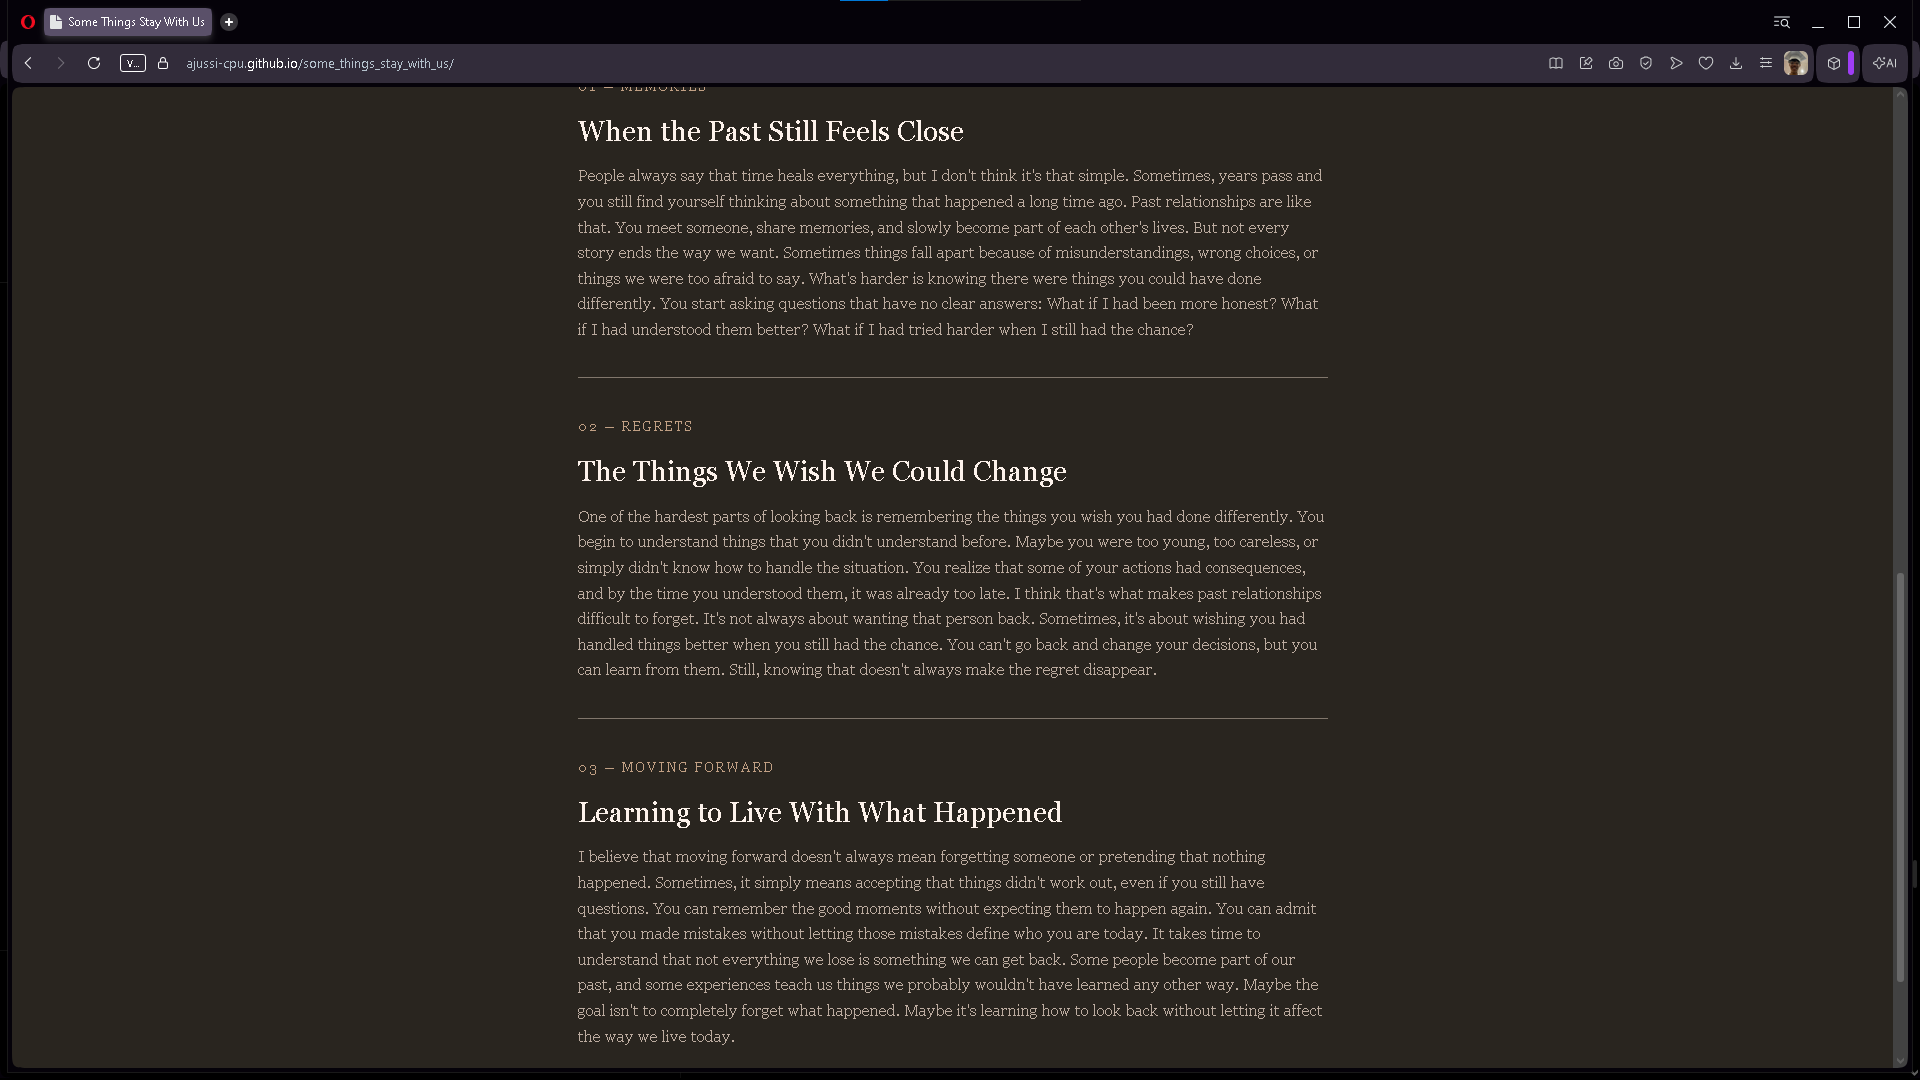 Some Things Stay With Us
V...
ajussi-cpu.github.io/some_things_stay_with_us/
AI
01 — MEMORIES
When the Past Still Feels Close
People always say that time heals everything, but I don't think it's that simple. Sometimes, years pass and
you still find yourself thinking about something that happened a long time ago. Past relationships are like
that. You meet someone, share memories, and slowly become part of each other's lives. But not every
story ends the way we want. Sometimes things fall apart because of misunderstandings, wrong choices, or
things we were too afraid to say. What's harder is knowing there were things you could have done
differently. You start asking questions that have no clear answers: What if I had been more honest? What
if I had understood them better? What if I had tried harder when I still had the chance?
02 — REGRETS
The Things We Wish We Could Change
One of the hardest parts of looking back is remembering the things you wish you had done differently. You
begin to understand things that you didn't understand before. Maybe you were too young, too careless, or
simply didn't know how to handle the situation. You realize that some of your actions had consequences,
and by the time you understood them, it was already too late. I think that's what makes past relationships
difficult to forget. It's not always about wanting that person back. Sometimes, it's about wishing you had
handled things better when you still had the chance. You can't go back and change your decisions, but you
can learn from them. Still, knowing that doesn't always make the regret disappear.
03 — MOVING FORWARD
Learning to Live With What Happened
I believe that moving forward doesn't always mean forgetting someone or pretending that nothing
happened. Sometimes, it simply means accepting that things didn't work out, even if you still have
questions. You can remember the good moments without expecting them to happen again. You can admit
that you made mistakes without letting those mistakes define who you are today. It takes time to
understand that not everything we lose is something we can get back. Some people become part of our
past, and some experiences teach us things we probably wouldn't have learned any other way. Maybe the
goal isn't to completely forget what happened. Maybe it's learning how to look back without letting it affect
the way we live today.